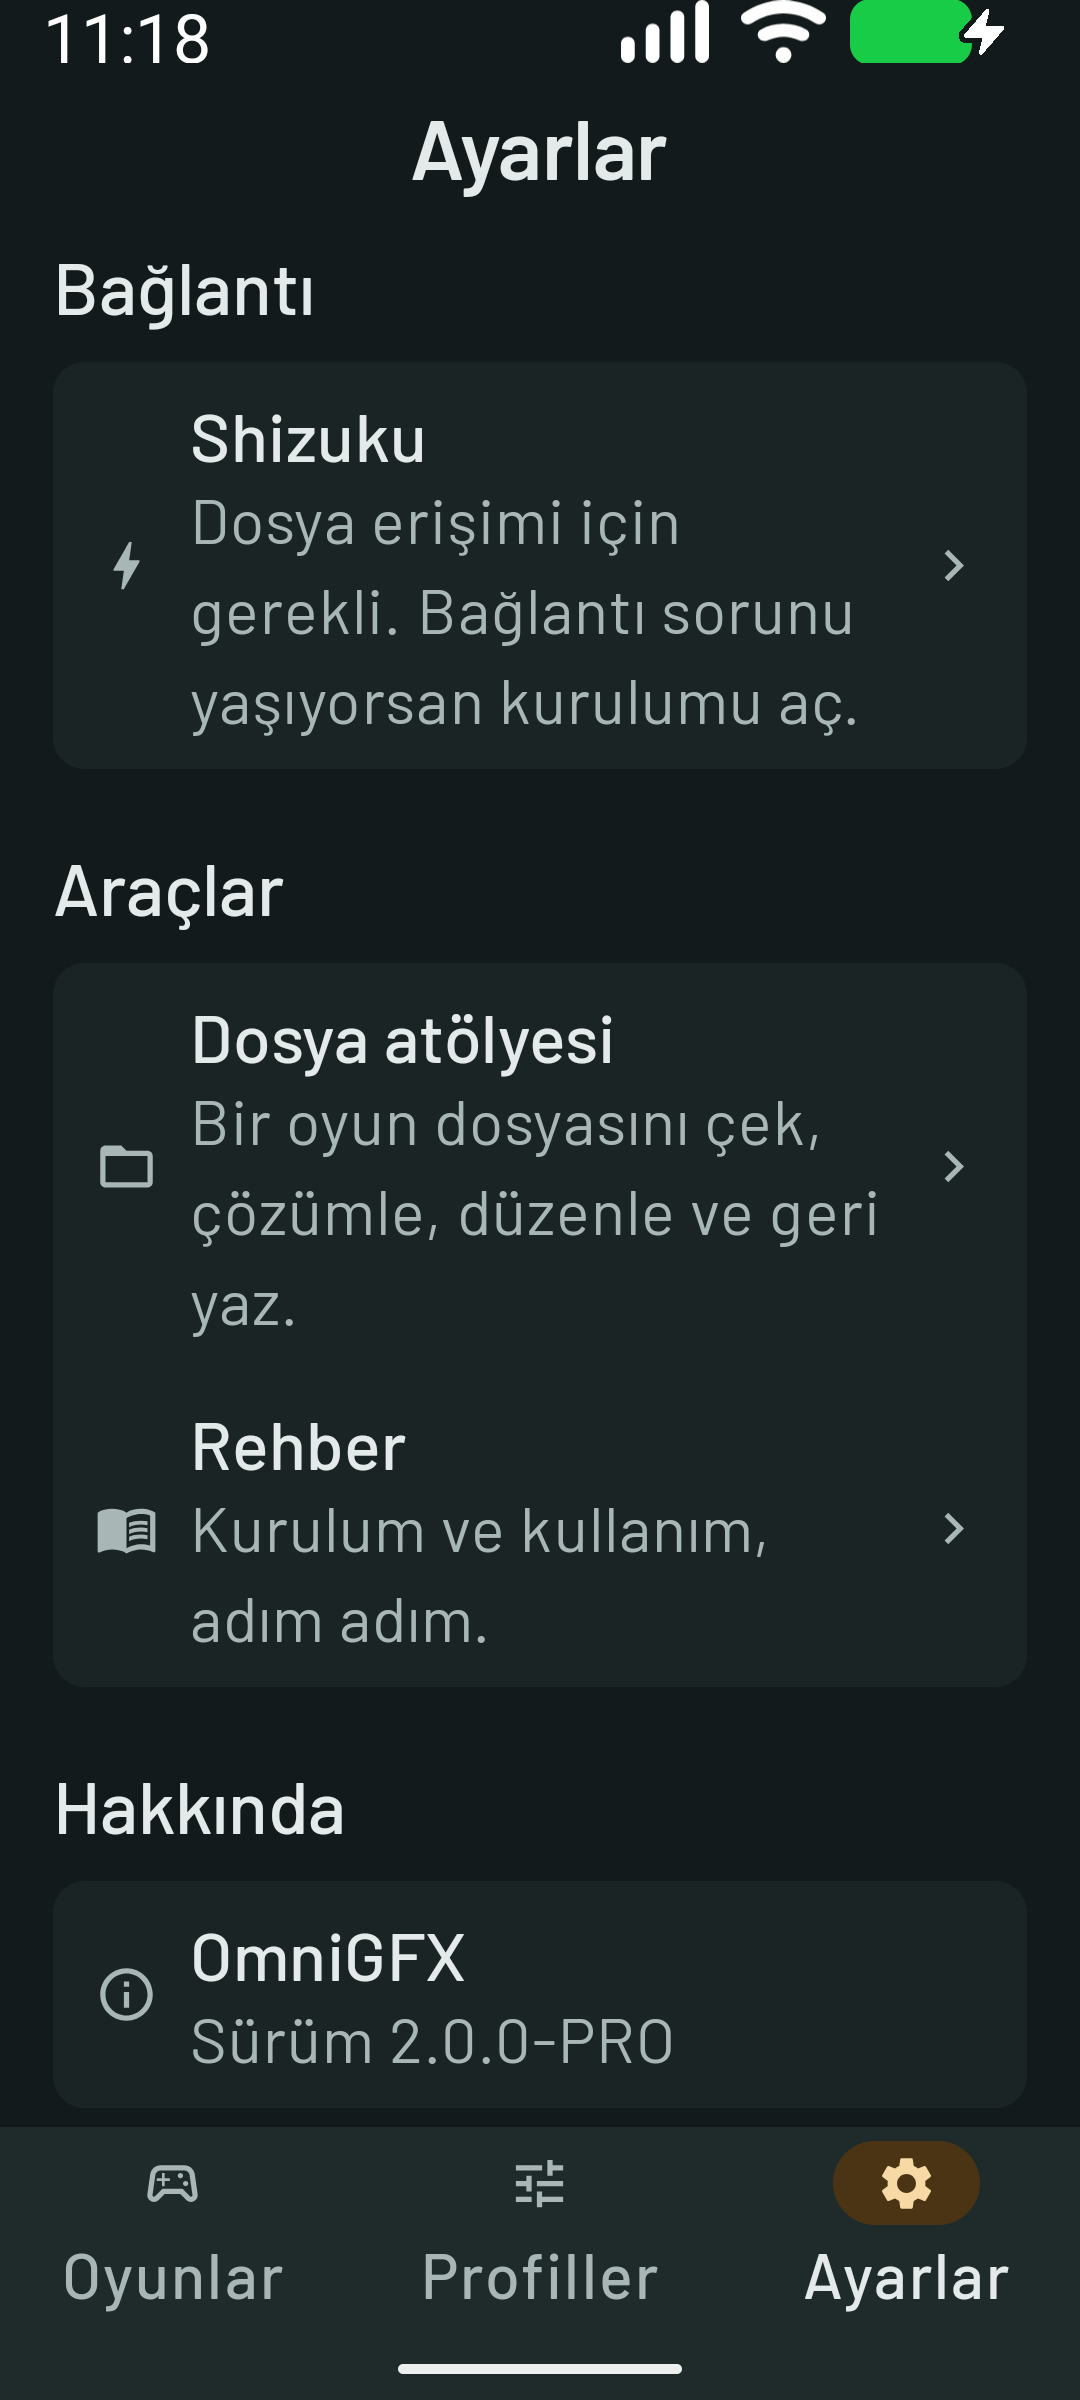 11:18
Ayarlar
Bağlantı
Shizuku
Dosya erişimi için
gerekli. Bağlantı sorunu
yaşıyorsan kurulumu aç.
Araçlar
Dosya atölyesi
Bir oyun dosyasını çek,
çözümle, düzenle ve geri
yaz.
Rehber
Kurulum ve kullanım,
adım adım.
Hakkında
OmniGFX
Sürüm 2.0.0-PRO
Oyunlar
Profiller
Ayarlar